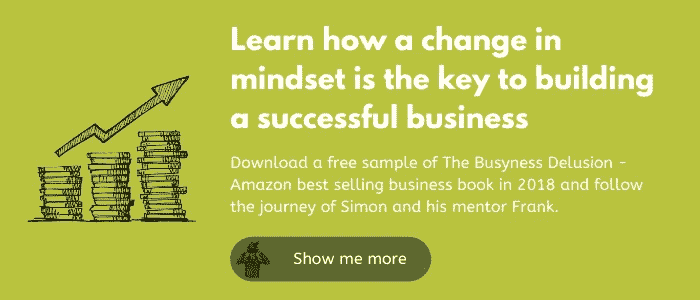 Learn how a change in
mindset is the key to building
a successful business
Download a free sample of The Busyness Delusion -
Amazon best selling business book in 2018 and follow
the journey of Simon and his mentor Frank.
Show me more